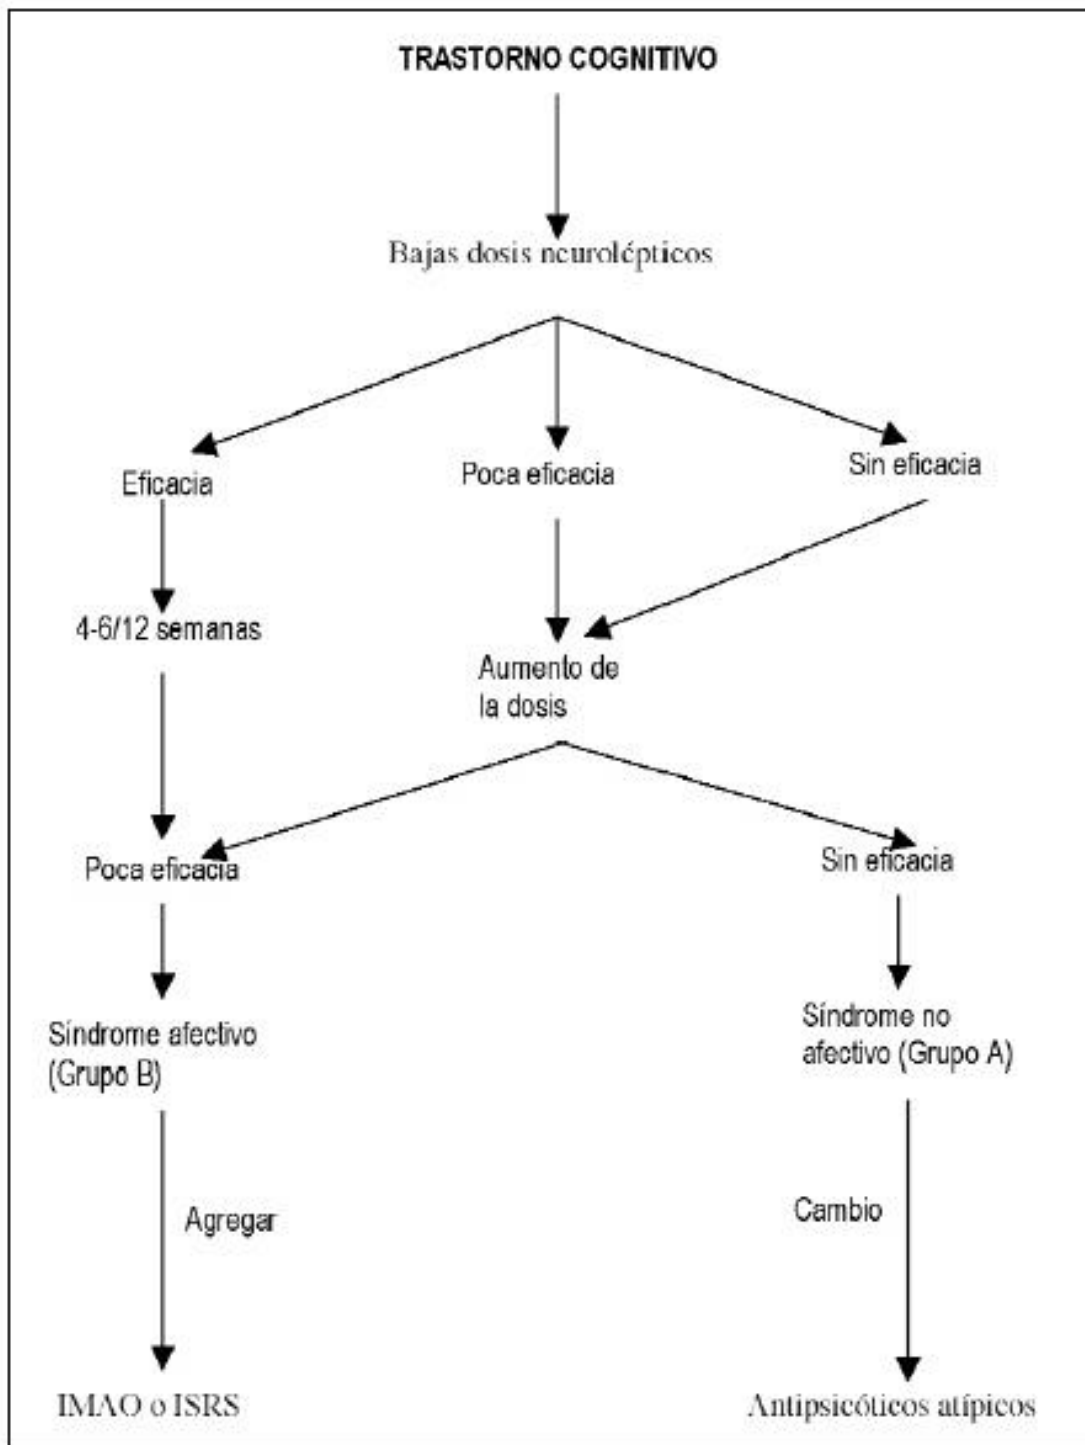 TRASTORNO COGNITIVO
Bajas dosis neurolépticos
Eficacia
Poca eficacia
Sin eficacia
4-6/12 semanas
Aumento de
la dosis
Poca eficacia
Sin eficacia
Síndrome afectivo
(Grupo B)
Síndrome no
afectivo (Grupo A)
Agregar
Cambio
IMAO o ISRS
Antipsicóticos atípicos